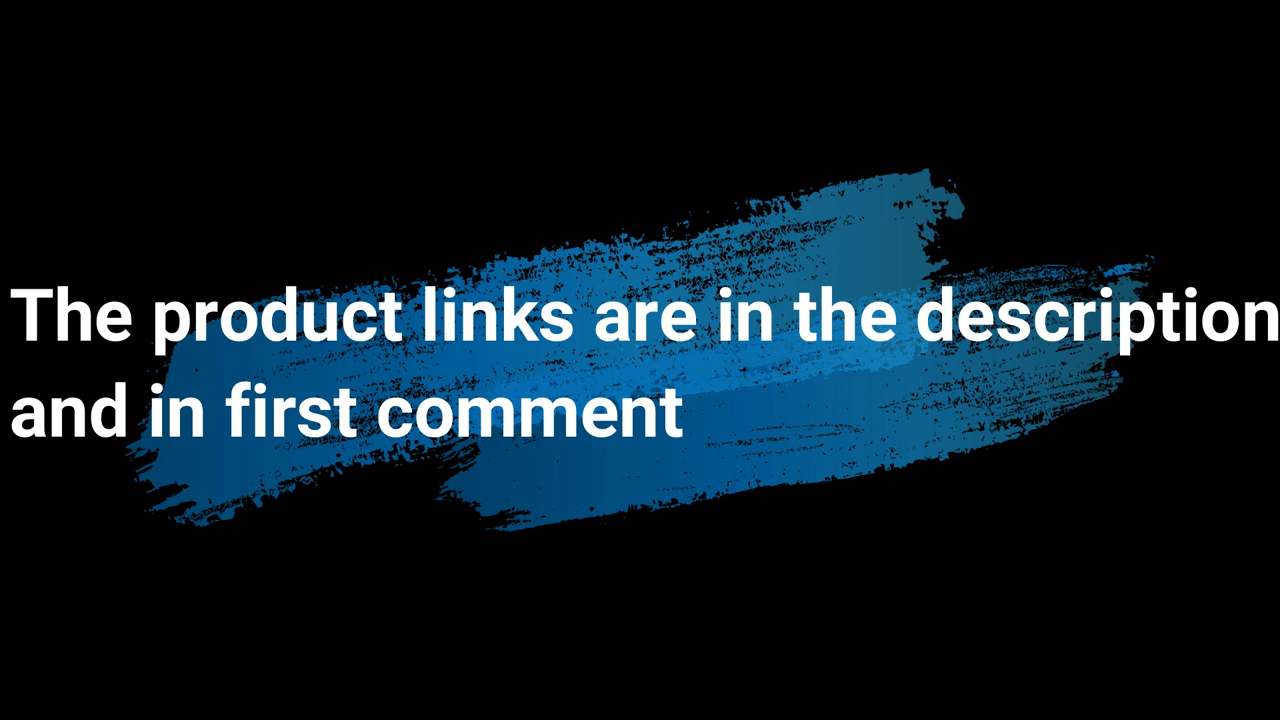 The product links are in the description
and in first comment